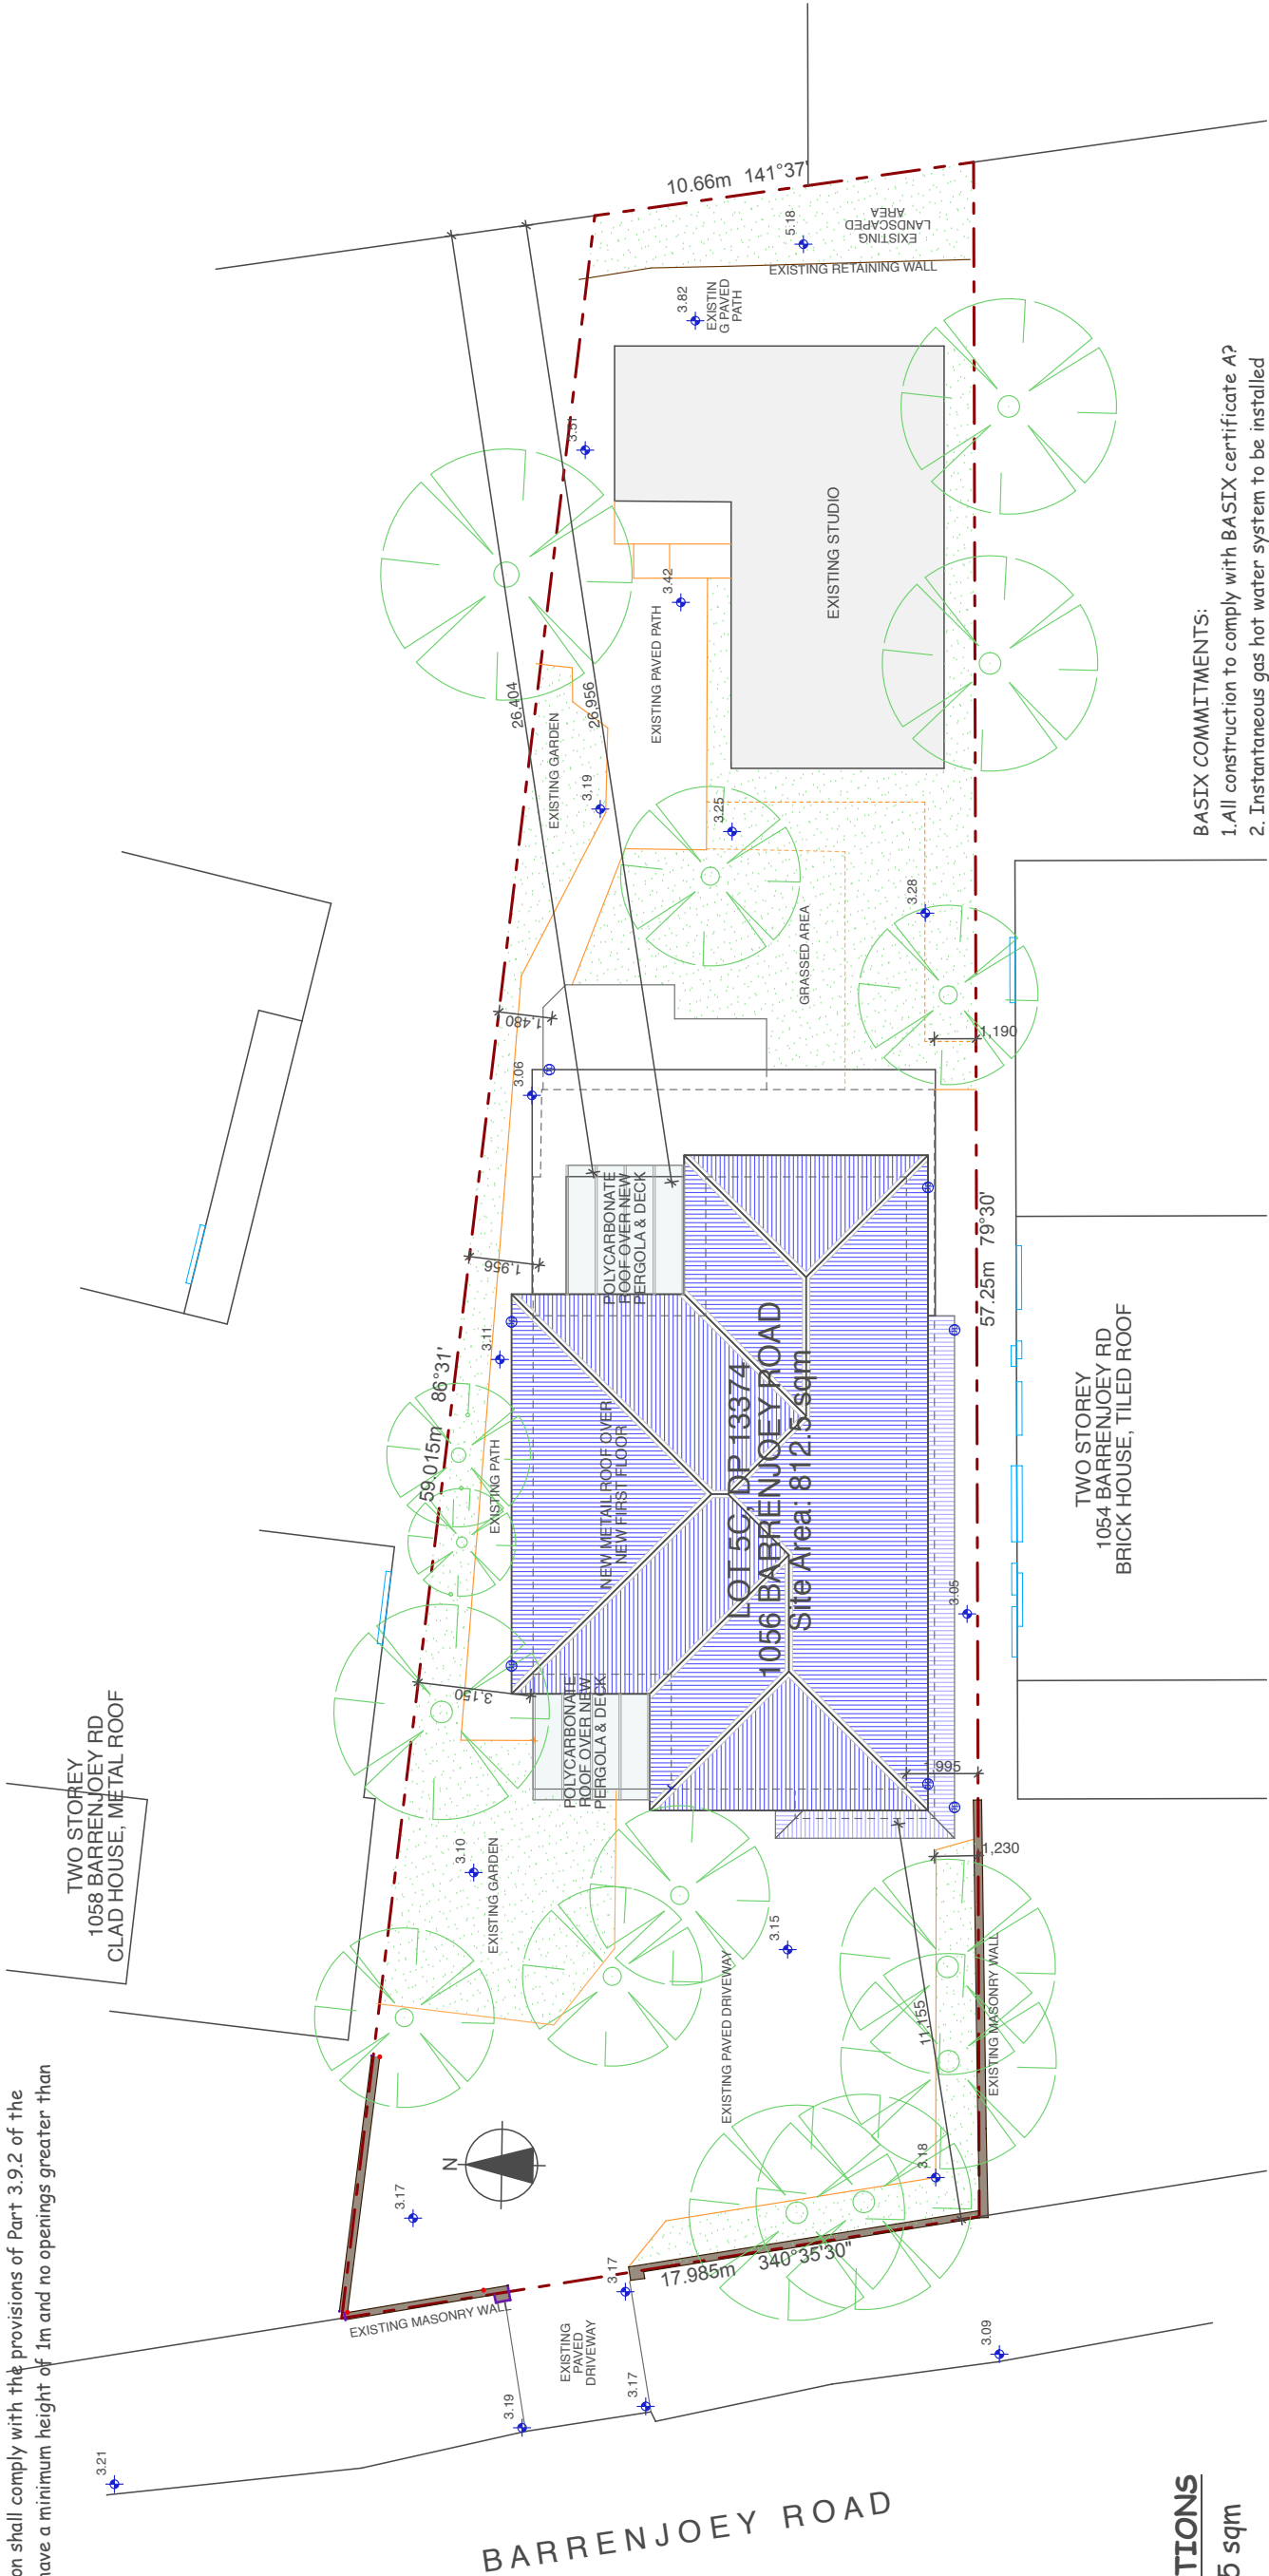 on shall comply with the provisions of Part 3.9.2 of the
have a minimum height of 1m and no openings greater than
TWO STOREY
1058 BARRENJOEY RD
CLAD HOUSE, METAL ROOF
10.66m 141°37'
5.18
EXISTING
LANDSCAPED
AREA
EXISTING RETAINING WALL
3.82
EXISTIN
G PAVED
PATH
3.51
EXISTING STUDIO
3.42
EXISTING PAVED PATH
26,404
26,956
EXISTING GARDEN
3.19
3.25
3.28
GRASSED AREA
1,480
1,190
3.06
POLYCARBONATE
ROOF OVER NEW
PERGOLA & DECK
1,956
57.25m 79°30'
3.11
59.015m 86°31'
EXISTING PATH
NEW METAIL ROOF OVER
NEW FIRST FLOOR
LOT 5C, DP 13374
1056 BARRENJOEY ROAD
Site Area: 812.5 sqm
3.05
3,150
POLYCARBONATE
ROOF OVER NEW
PERGOLA & DECK
995
1,230
3.10
EXISTING GARDEN
3.15
EXISTING PAVED DRIVEWAY
11,155
EXISTING MASONRY WALL
3.18
N
3.17
3.17
17.985m 340°35'30"
EXISTING MASONRY WALL
EXISTING
PAVED
DRIVEWAY
3.17
3.19
3.09
3.21
BARRENJOEY ROAD
TWO STOREY
1054 BARRENJOEY RD
BRICK HOUSE, TILED ROOF
BASIX COMMITMENTS:
1.All construction to comply with BASIX certificate A?
2. Instantaneous gas hot water system to be installed
TIONS
5 sqm